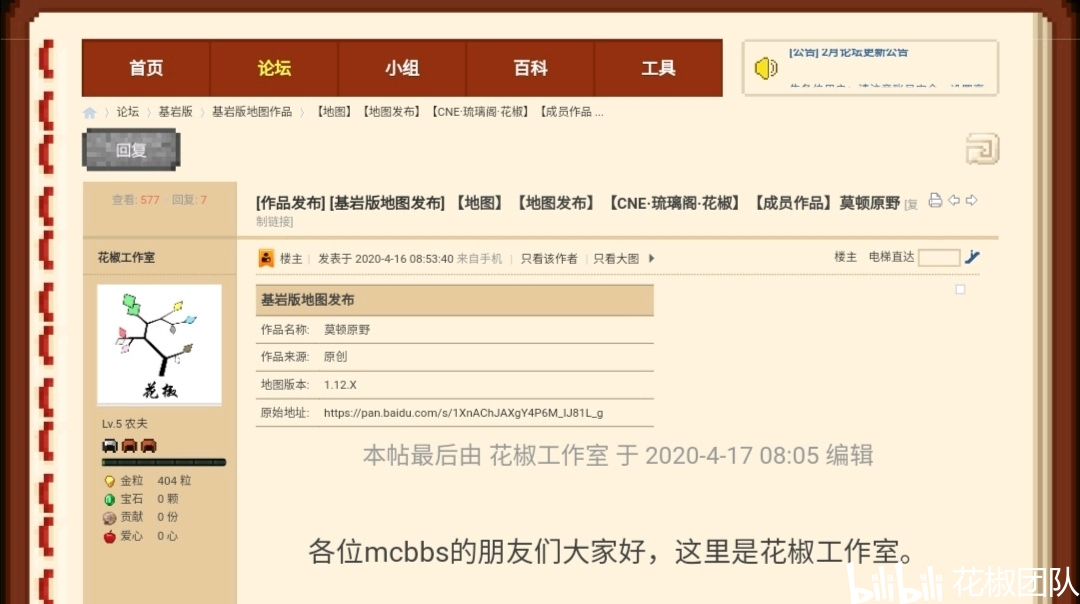 首页 论坛 小组 百科 工具
[公告] 2月论坛更新公告
论坛 〉 基岩版 〉 基岩版地图作品 〉 【地图】【地图发布】【CNE·琉璃阁·花椒】【成员作品 ...
回复
查看: 577 回复: 7
[作品发布] [基岩版地图发布] 【地图】【地图发布】【CNE·琉璃阁·花椒】【成员作品】莫顿原野 [复
制链接]
花椒工作室
楼主 | 发表于 2020-4-16 08:53:40 来自手机 | 只看该作者 | 只看大图
楼主 电梯直达
花椒
基岩版地图发布
作品名称: 莫顿原野
作品来源: 原创
地图版本: 1.12.X
原始地址: https://pan.baidu.com/s/1XnAChJAXgY4P6M_IJ81L_g
Lv.5 农夫
金粒 404 粒
宝石 0 颗
贡献 0 份
爱心 0 心
本帖最后由 花椒工作室 于 2020-4-17 08:05 编辑
各位mcbbs的朋友们大家好，这里是花椒工作室。
bilibili 花椒团队